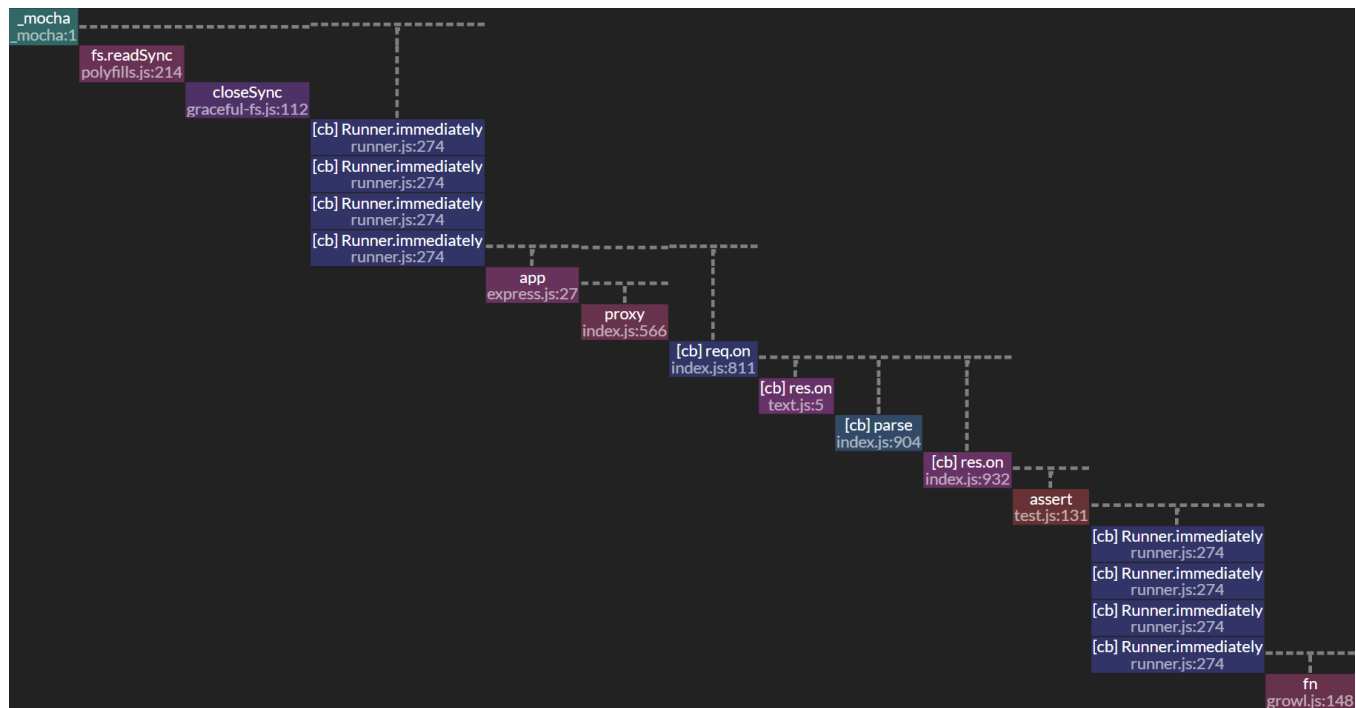 _mocha
_mocha:1
fs.readSync
polyfills.js:214
closeSync
graceful-fs.js:112
[cb] Runner.immediately
runner.js:274
[cb] Runner.immediately
runner.js:274
[cb] Runner.immediately
runner.js:274
[cb] Runner.immediately
runner.js:274
app
express.js:27
proxy
index.js:566
[cb] req.on
index.js:811
[cb] res.on
text.js:5
[cb] parse
index.js:904
[cb] res.on
index.js:932
assert
test.js:131
[cb] Runner.immediately
runner.js:274
[cb] Runner.immediately
runner.js:274
[cb] Runner.immediately
runner.js:274
[cb] Runner.immediately
runner.js:274
fn
growl.js:148